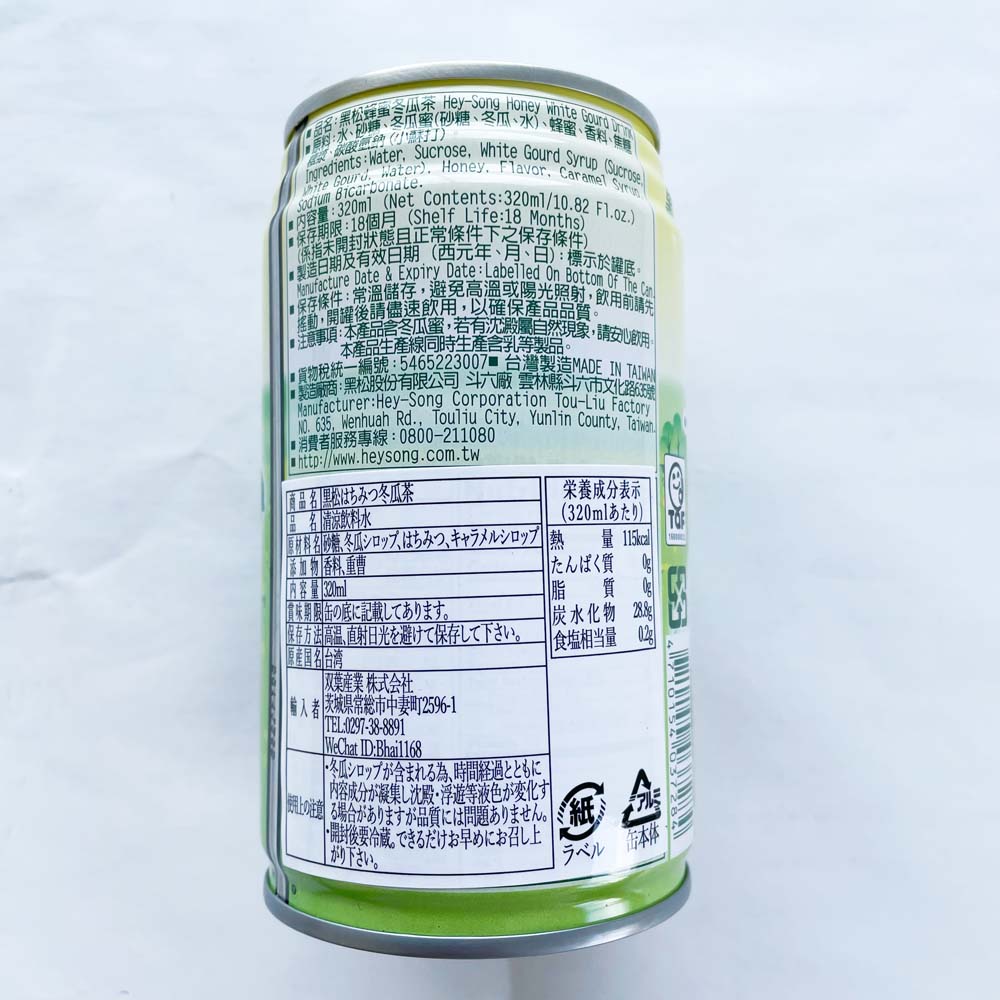 ■品名:黑松蜂蜜冬瓜茶 Hey-Song Honey White Gourd Drink
■原料:水、砂糖、冬瓜蜜(砂糖、冬瓜、水)、蜂蜜、香料、焦糖
糖漿、碳酸氫鈉(小蘇打)
Ingredients:Water, Sucrose, White Gourd Syrup (Sucrose,
White Gourd, Water), Honey, Flavor, Caramel Syrup,
Sodium Bicarbonate.
■內容量:320ml (Net Contents:320ml/10.82 Fl.oz.)
■保存期限:18個月 (Shelf Life:18 Months)
(係指未開封狀態且正常條件下之保存條件)
■製造日期及有效日期 (西元年、月、日):標示於罐底。
Manufacture Date & Expiry Date:Labelled On Bottom Of The Can.
■保存條件:常溫儲存,避免高溫或陽光照射,飲用前請先
搖動,開罐後請儘速飲用,以確保產品品質。
■注意事項:本產品含冬瓜蜜,若有沈澱屬自然現象,請安心飲用。
本產品生產線同時生產含乳等製品。
■貨物稅統一編號:5465223007■台灣製造MADE IN TAIWAN
■製造廠商:黑松股份有限公司 斗六廠 雲林縣斗六市文化路635號
Manufacturer:Hey-Song Corporation Tou-Liu Factory
NO. 635, Wenhuah Rd., Touliu City, Yunlin County, Taiwan.
■消費者服務專線:0800-211080
■http://www.heysong.com.tw
商品名 黒松はちみつ冬瓜茶
品名 清涼飲料水
原材料名 砂糖、冬瓜シロップ、はちみつ、キャラメルシロップ
添加物 香料、重曹
内容量 320ml
賞味期限 缶の底に記載してあります。
保存方法 高温、直射日光を避けて保存して下さい。
原産国名 台湾
輸入者 双葉産業 株式会社
茨城県常総市中妻町2596-1
TEL:0297-38-8891
WeChat ID:Bhai1168
使用上の注意 ・冬瓜シロップが含まれる為、時間経過とともに
内容成分が凝集し沈殿・浮遊等液色が変化す
る場合がありますが品質には問題ありません。
・開封後要冷蔵。できるだけお早めにお召し上
がり下さい。
栄養成分表示
(320mlあたり)
熱量 115kcal
たんぱく質 0g
脂質 0g
炭水化物 28.8g
食塩相当量 0.2g
紙
ラベル
アルミ
缶本体
TQF
4710154037284